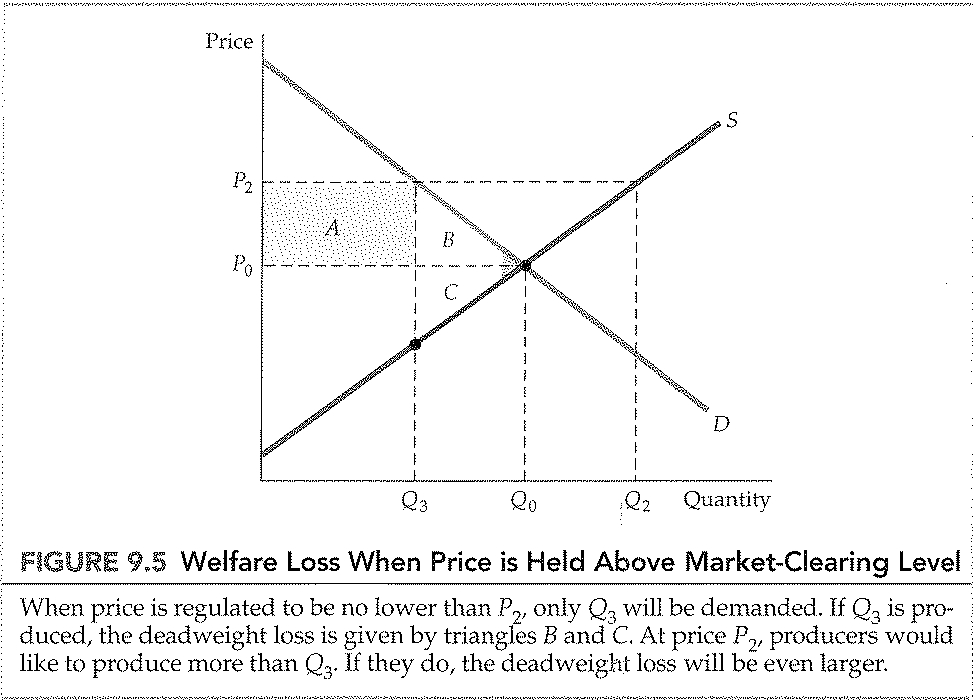 Price
S
P2
A
B
P0
C
D
Q3 Q0 Q2 Quantity
FIGURE 9.5 Welfare Loss When Price is Held Above Market-Clearing Level
When price is regulated to be no lower than P2, only Q3 will be demanded. If Q3 is pro-
duced, the deadweight loss is given by triangles B and C. At price P2, producers would
like to produce more than Q3. If they do, the deadweight loss will be even larger.